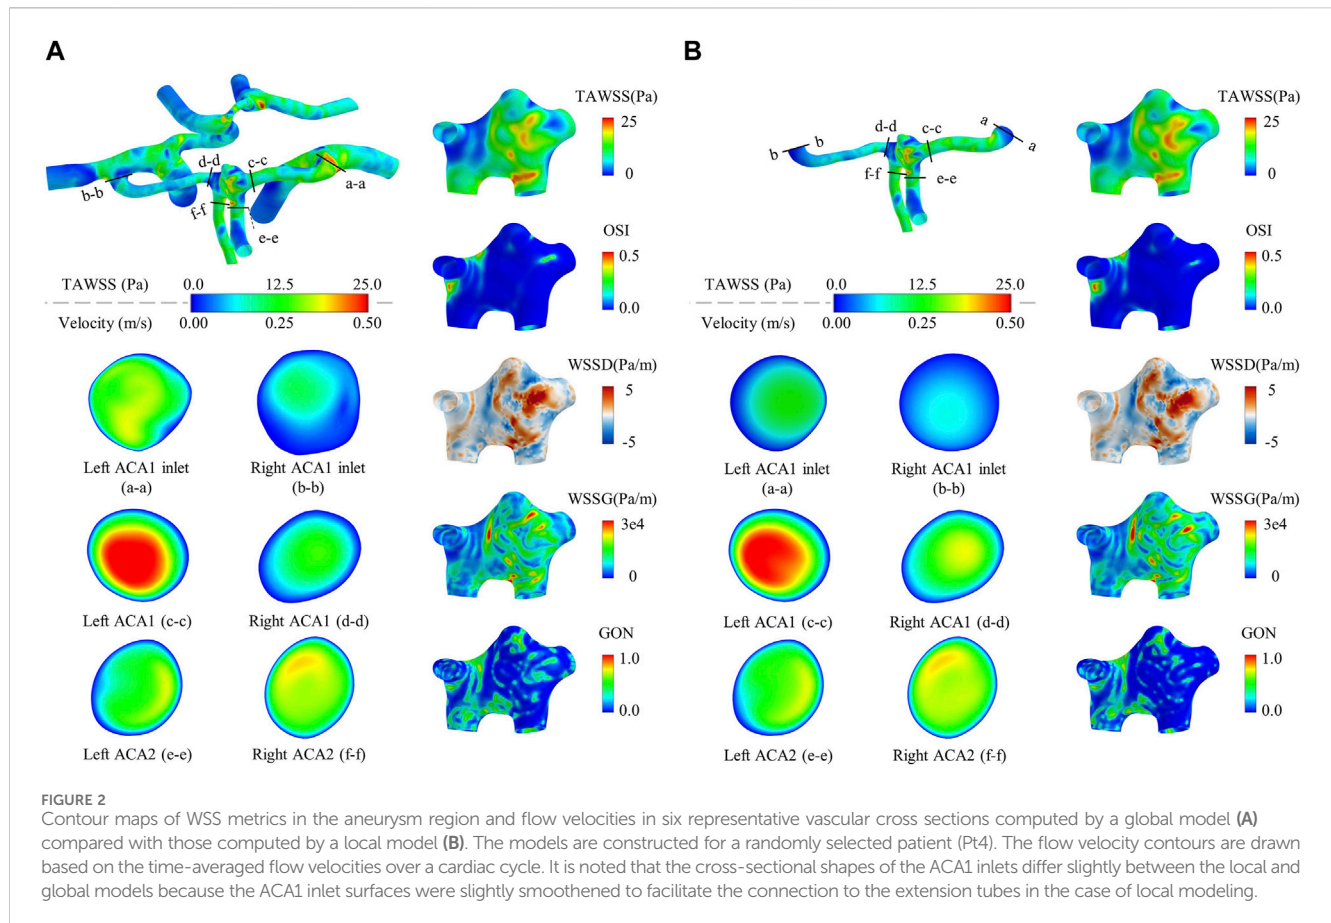 A
TAWSS(Pa)
25
0
d-d
c-c
b-b
a-a
f-f
e-e
OSI
0.5
0.0
TAWSS (Pa)
0.0
12.5
25.0
Velocity (m/s)
0.00
0.25
0.50
WSSD(Pa/m)
5
-5
Left ACA1 inlet
(a-a)
Right ACA1 inlet
(b-b)
WSSG(Pa/m)
3e4
0
Left ACA1 (c-c)
Right ACA1 (d-d)
GON
1.0
0.0
Left ACA2 (e-e)
Right ACA2 (f-f)
B
TAWSS(Pa)
25
0
a
a
b
b
d-d
c-c
f-f
e-e
OSI
0.5
0.0
TAWSS (Pa)
0.0
12.5
25.0
Velocity (m/s)
0.00
0.25
0.50
WSSD(Pa/m)
5
-5
Left ACA1 inlet
(a-a)
Right ACA1 inlet
(b-b)
WSSG(Pa/m)
3e4
0
Left ACA1 (c-c)
Right ACA1 (d-d)
GON
1.0
0.0
Left ACA2 (e-e)
Right ACA2 (f-f)
FIGURE 2
Contour maps of WSS metrics in the aneurysm region and flow velocities in six representative vascular cross sections computed by a global model (A)
compared with those computed by a local model (B). The models are constructed for a randomly selected patient (Pt4). The flow velocity contours are drawn
based on the time-averaged flow velocities over a cardiac cycle. It is noted that the cross-sectional shapes of the ACA1 inlets differ slightly between the local and
global models because the ACA1 inlet surfaces were slightly smoothened to facilitate the connection to the extension tubes in the case of local modeling.